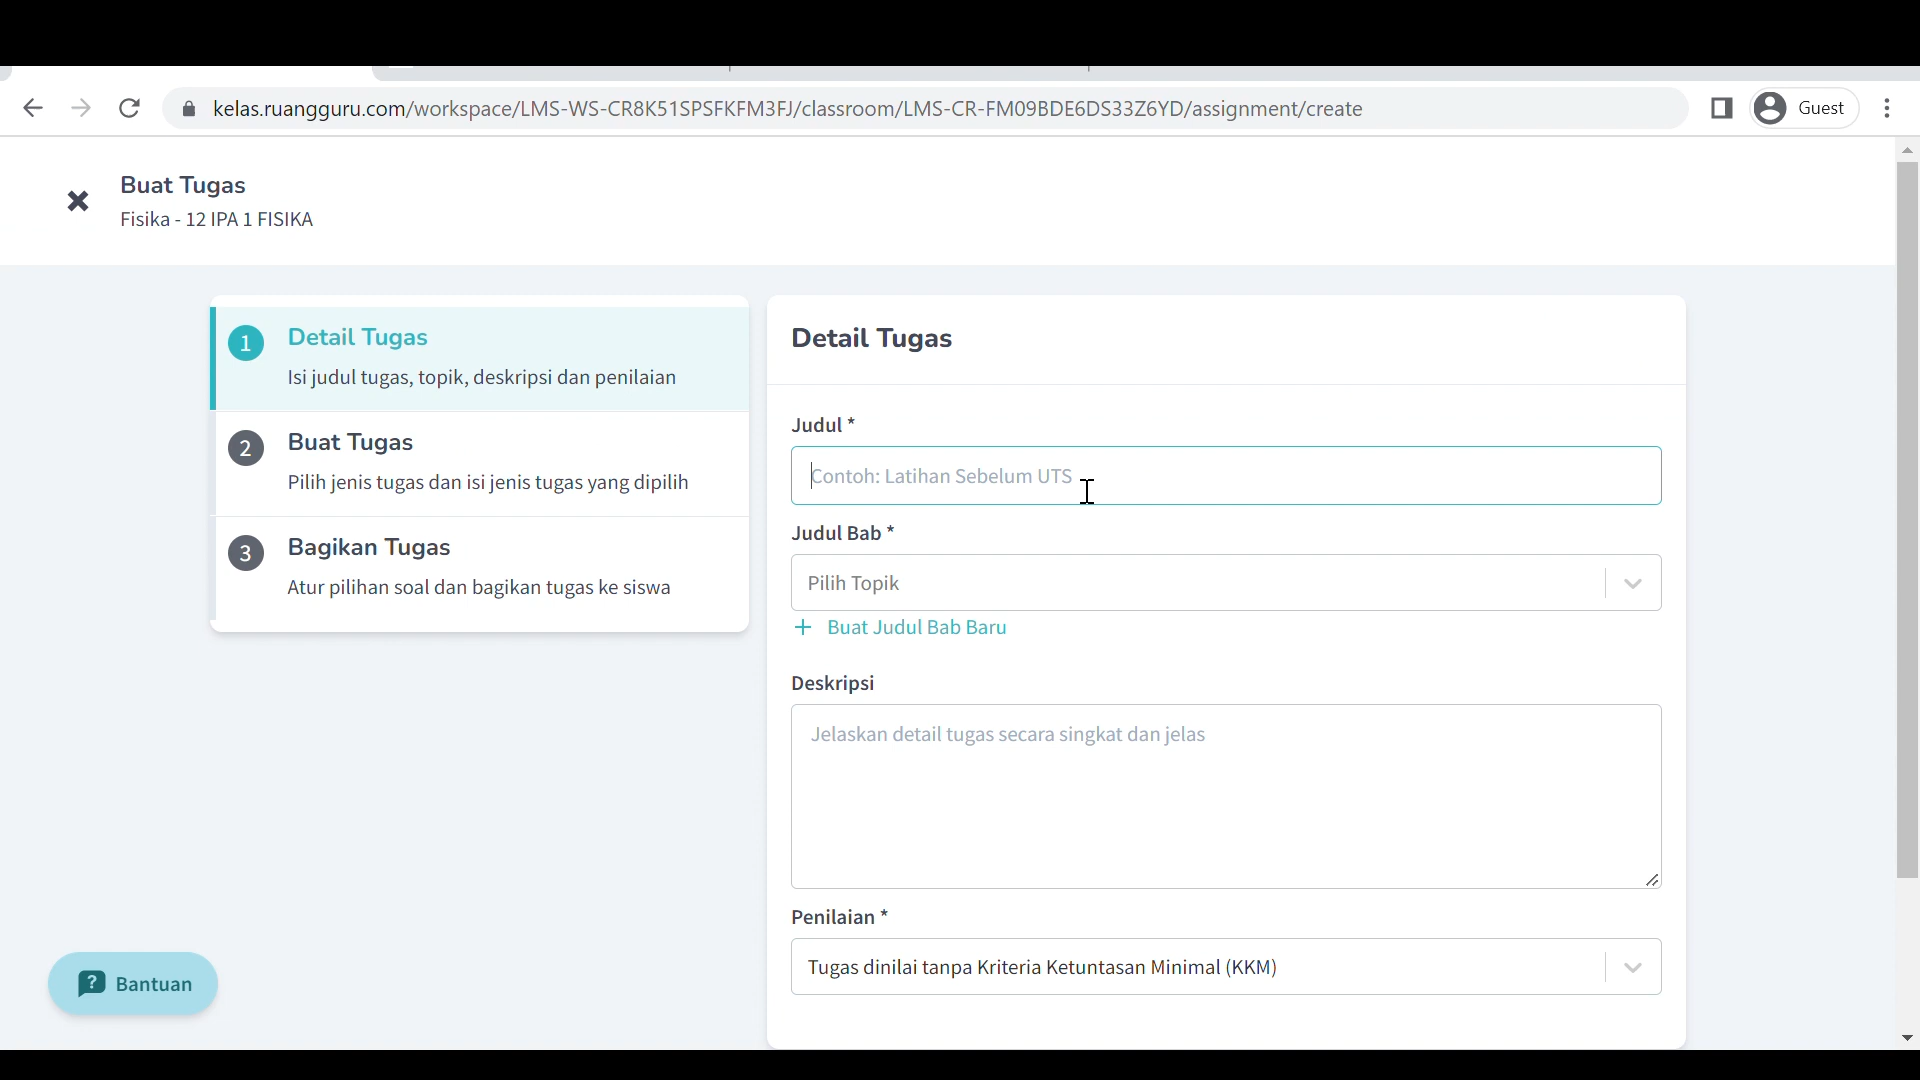 kelas.ruangguru.com/workspace/LMS-WS-CR8K51SPSFKFM3FJ/classroom/LMS-CR-FM09BDE6DS33Z6YD/assignment/create
Guest
Buat Tugas
Fisika - 12 IPA 1 FISIKA
1
Detail Tugas
Isi judul tugas, topik, deskripsi dan penilaian
2
Buat Tugas
Pilih jenis tugas dan isi jenis tugas yang dipilih
3
Bagikan Tugas
Atur pilihan soal dan bagikan tugas ke siswa
Detail Tugas
Judul *
Contoh: Latihan Sebelum UTS
Judul Bab *
Pilih Topik
+ Buat Judul Bab Baru
Deskripsi
Jelaskan detail tugas secara singkat dan jelas
Penilaian *
Tugas dinilai tanpa Kriteria Ketuntasan Minimal (KKM)
? Bantuan